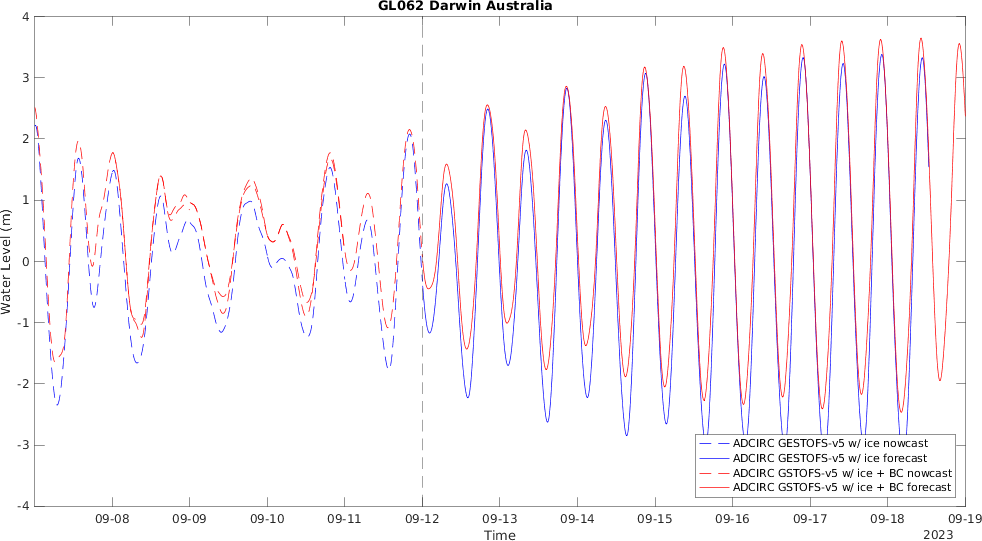 GL062 Darwin Australia
4
3
2
1
0
-1
-2
-3
-4
Water Level (m)
ADCIRC GESTOFS-v5 w/ ice nowcast
ADCIRC GESTOFS-v5 w/ ice forecast
ADCIRC GSTOFS-v5 w/ ice + BC nowcast
ADCIRC GSTOFS-v5 w/ ice + BC forecast
09-08 09-09 09-10 09-11 09-12 09-13 09-14 09-15 09-16 09-17 09-18 09-19
Time
2023